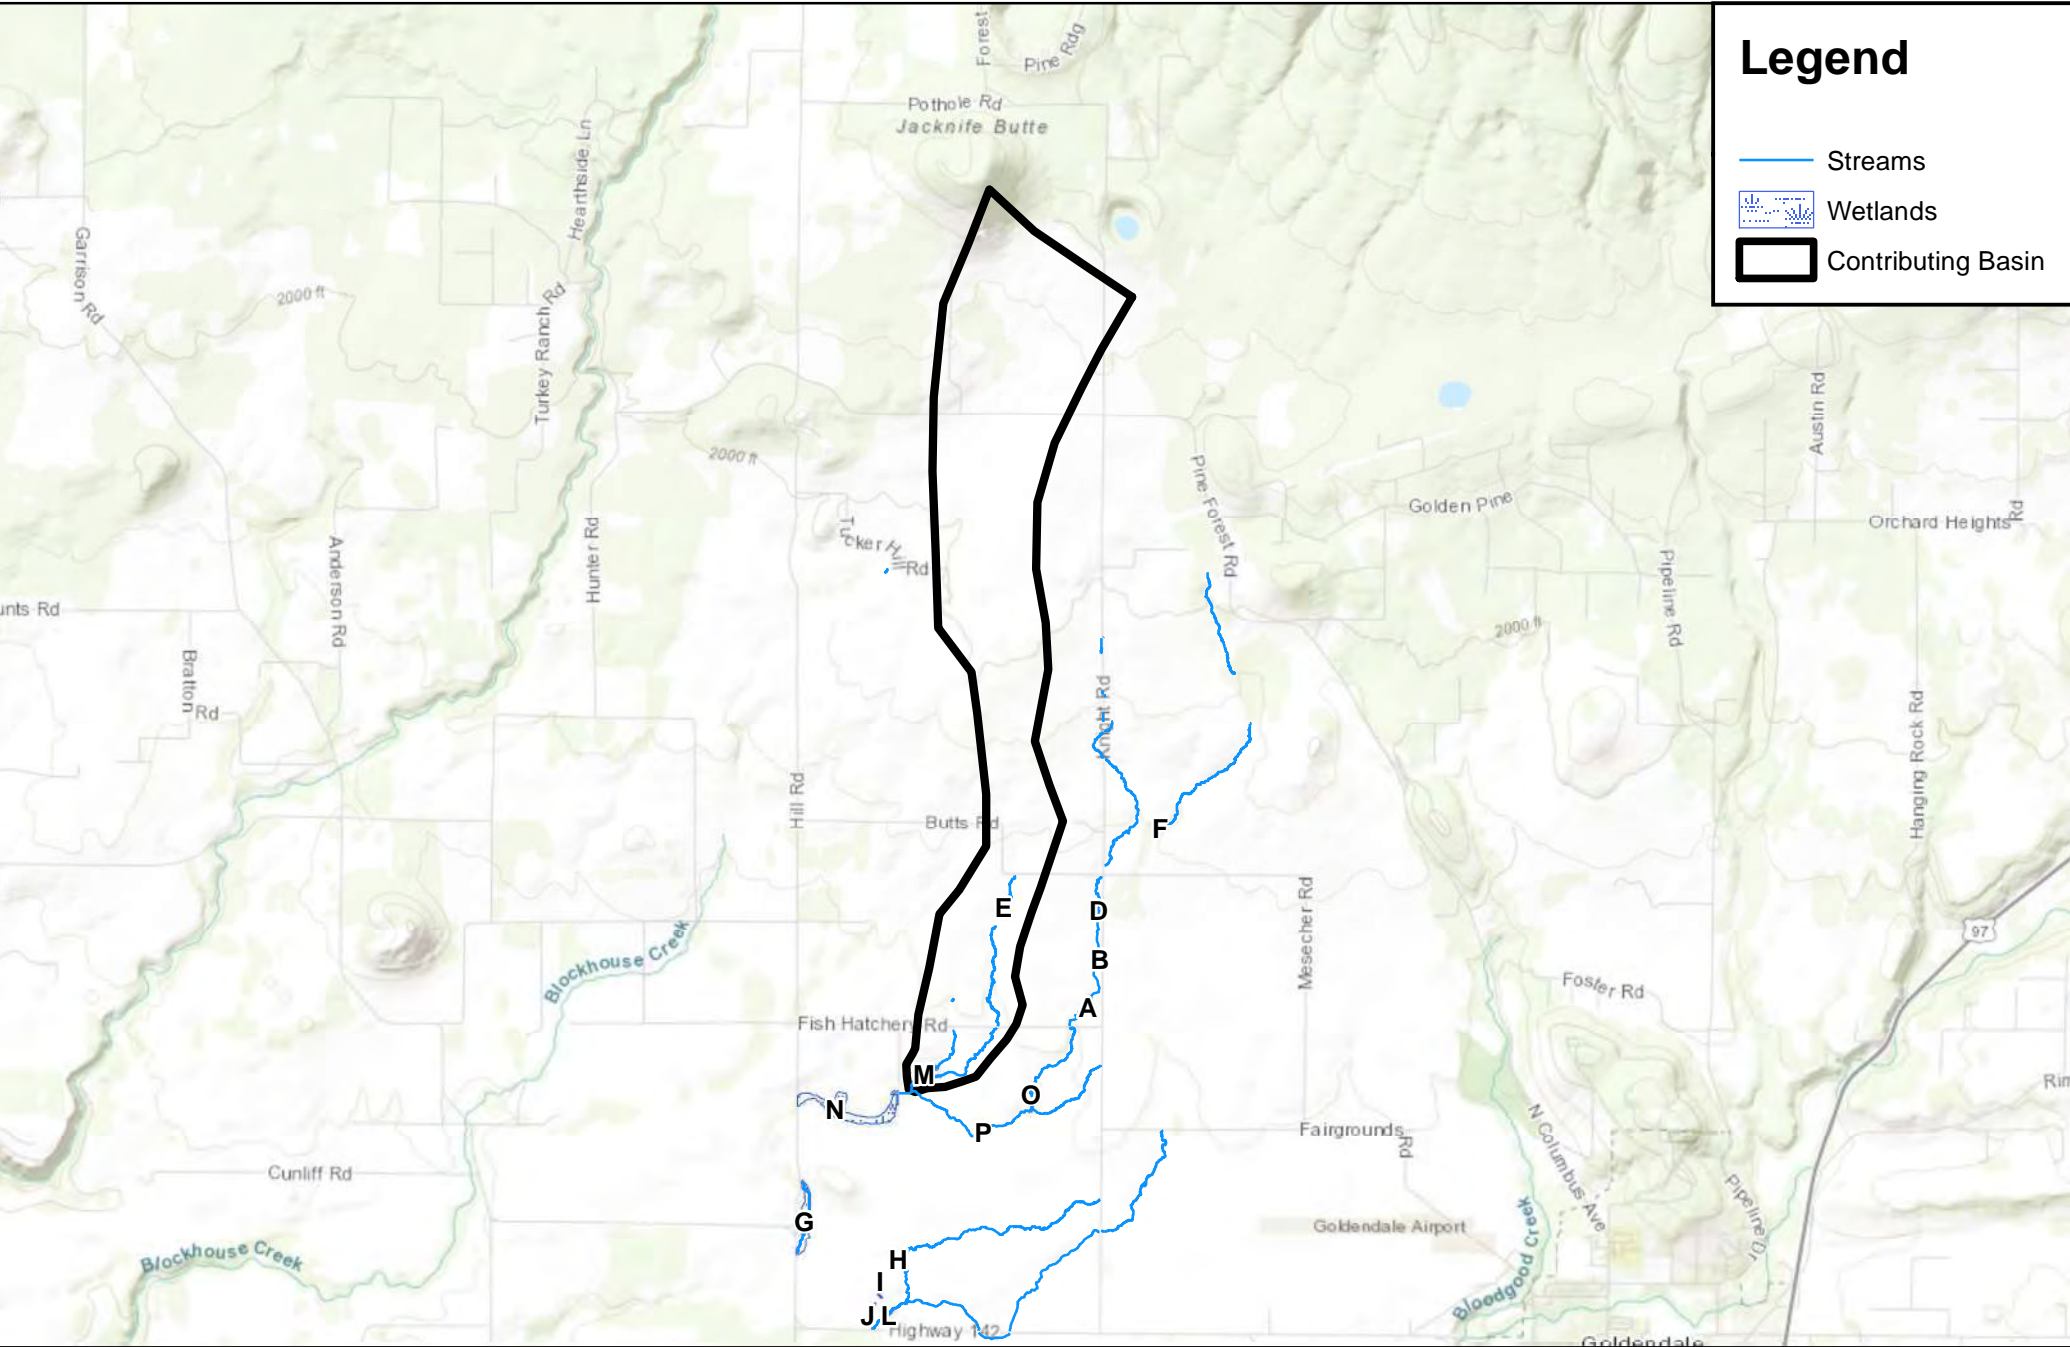 Legend
Streams
Wetlands
Contributing Basin
Forest
Pine Rdg
Pothole Rd
Jacknife Butte
Hearthside Ln
Garrison Rd
2000 ft
Turkey Ranch Rd
2000 ft
Austin Rd
Golden Pine
Orchard Heights Rd
Tucker Hill Rd
Pine Forest Rd
Anderson Rd
Hunter Rd
Pipeline Rd
unts Rd
2000 ft
Bratton Rd
Knight Rd
Hanging Rock Rd
Hill Rd
Butts Rd
F
E
D
Mesecher Rd
97
B
Blockhouse Creek
Foster Rd
A
Fish Hatchery Rd
M
O
N
P
Fairgrounds Rd
N Columbus Ave
Cunliff Rd
Pipeline Dr
G
Goldendale Airport
Blockhouse Creek
H
Bloodgood Creek
I
J L
Highway 142
Goldendale